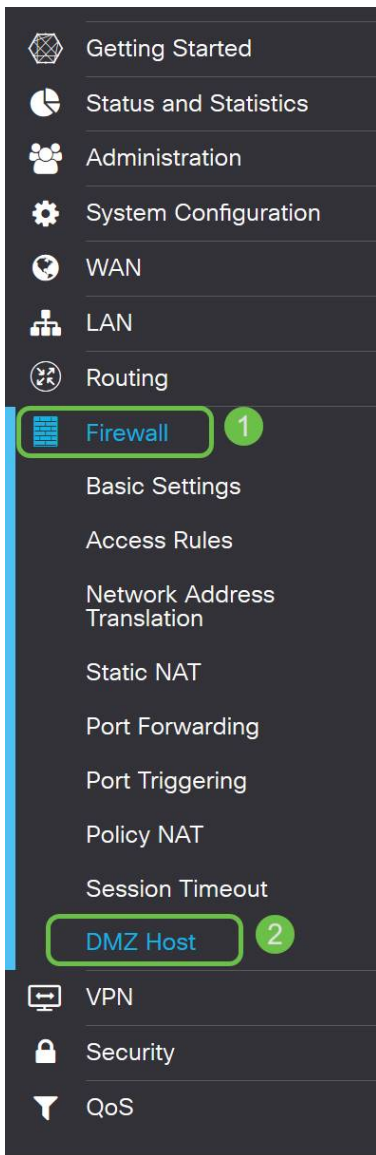 Getting Started
Status and Statistics
Administration
System Configuration
WAN
LAN
Routing
Firewall
1
Basic Settings
Access Rules
Network Address
Translation
Static NAT
Port Forwarding
Port Triggering
Policy NAT
Session Timeout
DMZ Host
2
VPN
Security
QoS